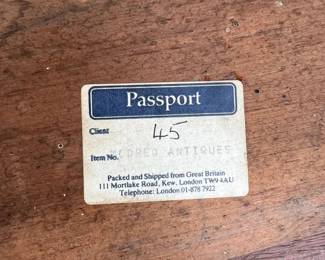 Passport
Client 45
Item No. ANTIQUES
Packed and Shipped from Great Britain
111 Mortlake Road, Kew, London TW9 4AU
Telephone: London 01-878 7922